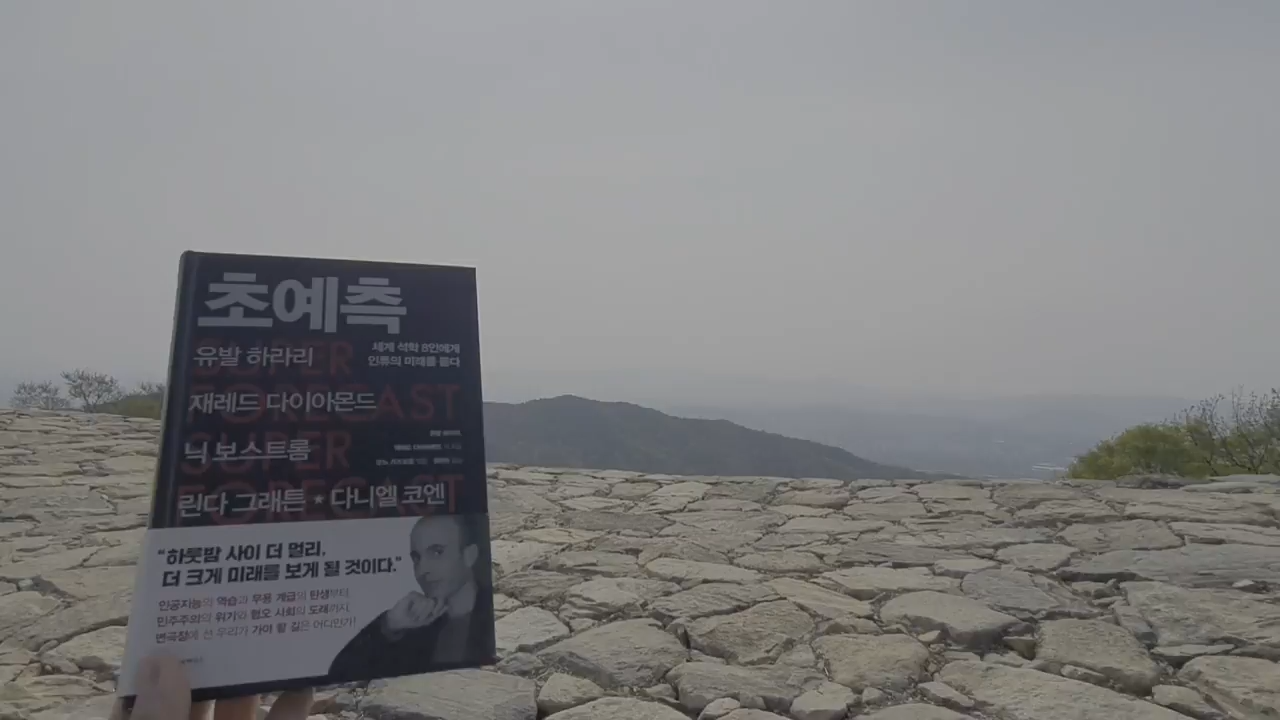 초예측
SUPER
유발 하라리
세계 석학 8인에게
인류의 미래를 묻다
FORECAST
재레드 다이아몬드
SUPER
닉 보스트롬
FORECAST
린다 그래튼 * 다니엘 코엔
“하룻밤 사이 더 멀리,
더 크게 미래를 보게 될 것이다.”
인공지능의 역습과 무용 계급의 탄생부터
민주주의의 위기와 혐오 사회의 도래까지,
변곡점에 선 우리가 가야 할 길은 어디인가!